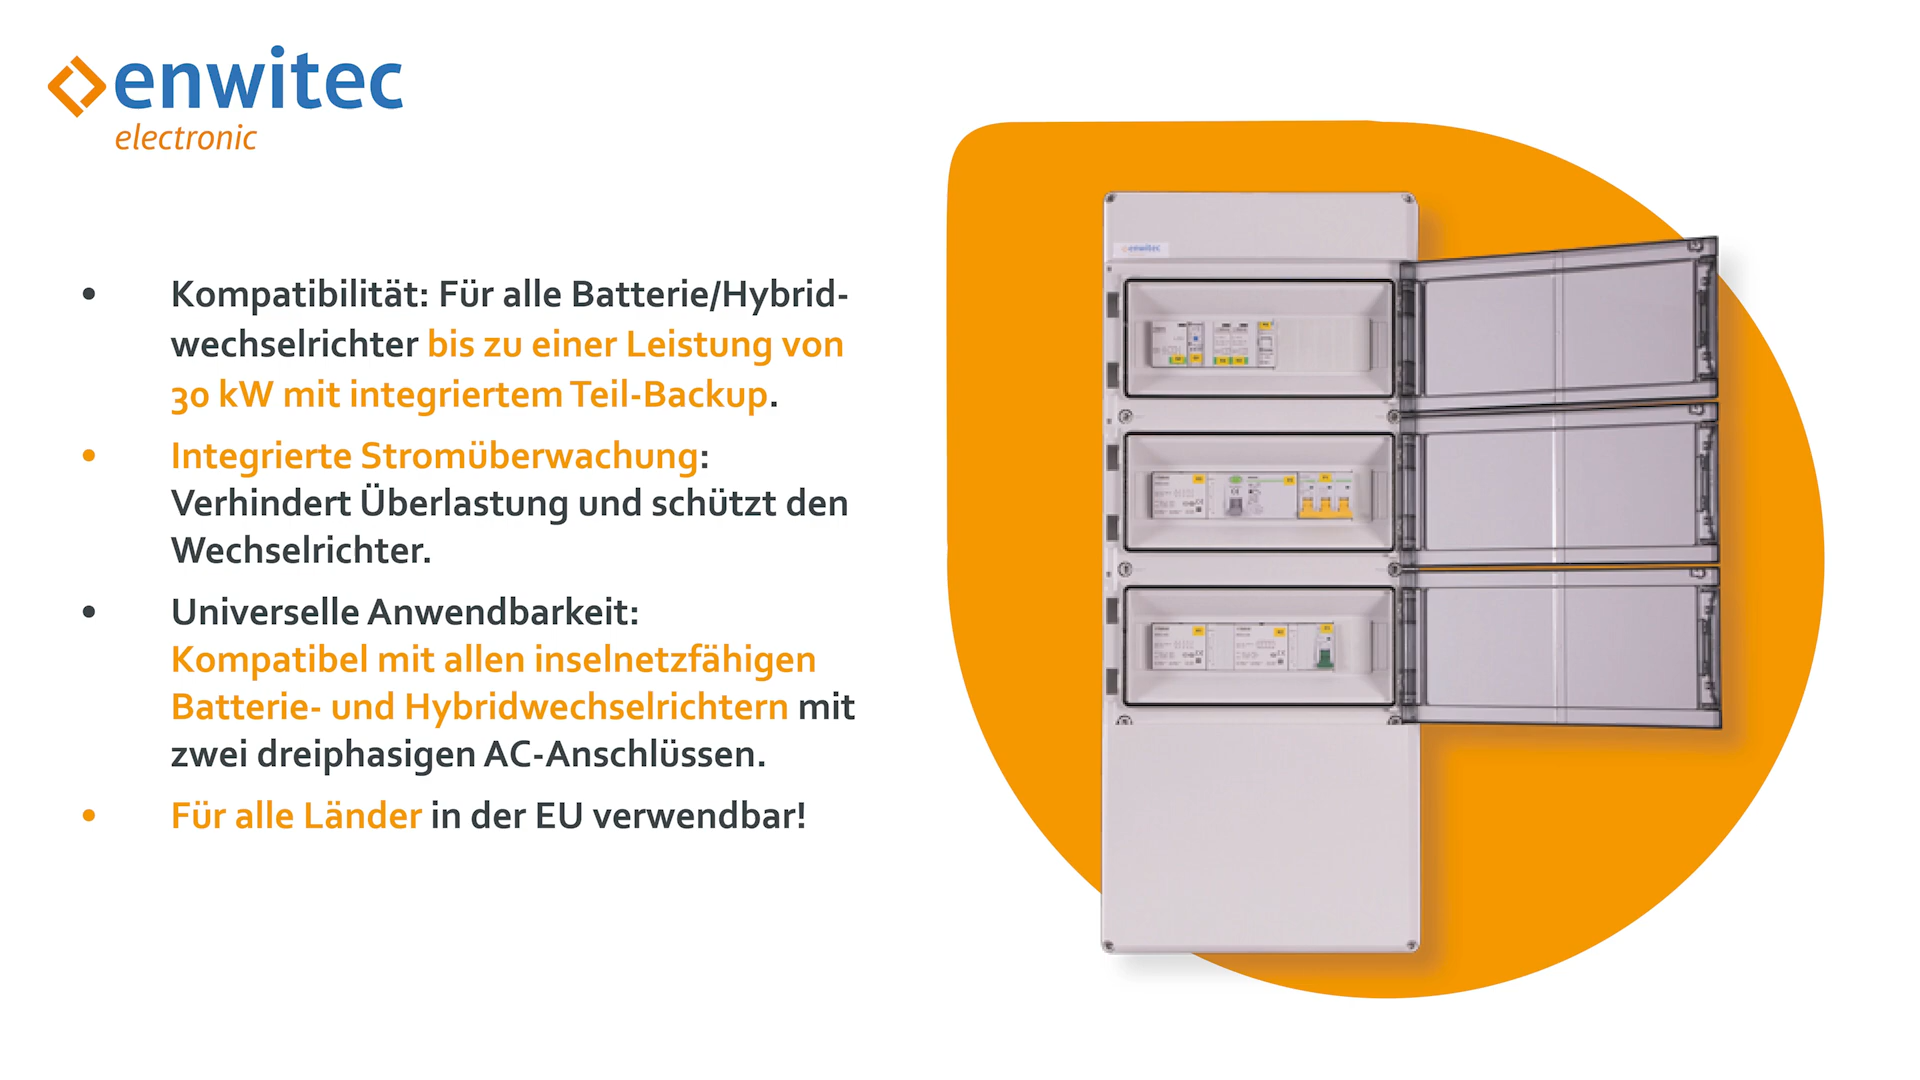 enwitec
electronic
• Kompatibilität: Für alle Batterie/Hybrid-
wechselrichter bis zu einer Leistung von
30 kW mit integriertem Teil-Backup.
• Integrierte Stromüberwachung:
Verhindert Überlastung und schützt den
Wechselrichter.
• Universelle Anwendbarkeit:
Kompatibel mit allen inselnetzfähigen
Batterie- und Hybridwechselrichtern mit
zwei dreiphasigen AC-Anschlüssen.
• Für alle Länder in der EU verwendbar!
enwitec